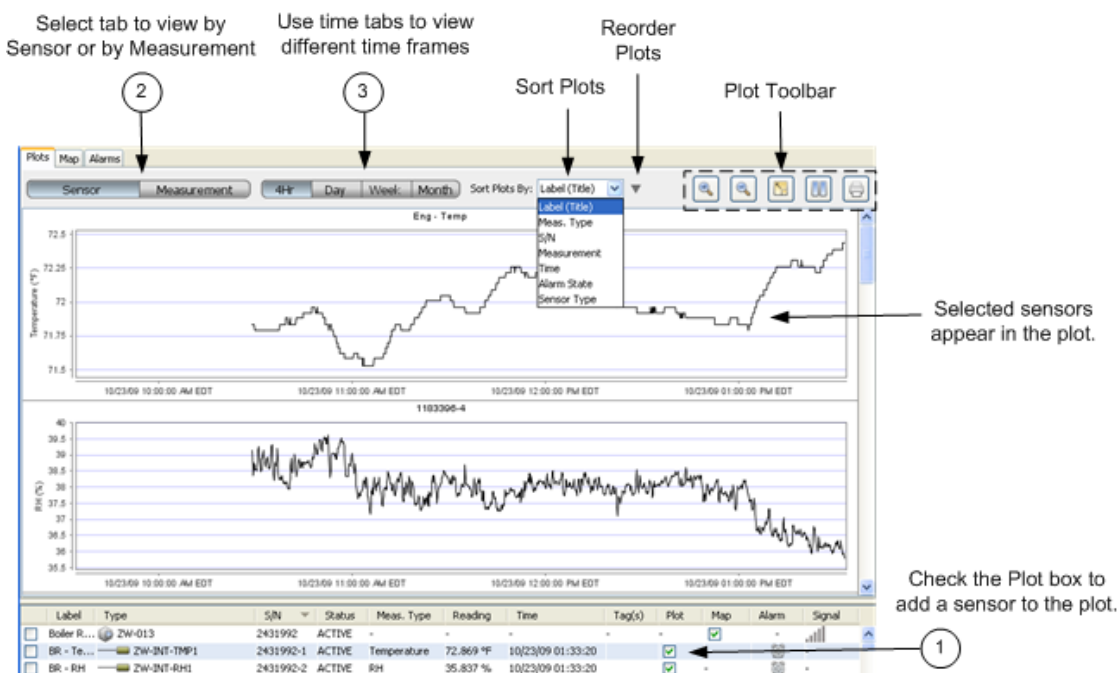 Select tab to view by
Sensor or by Measurement
Use time tabs to view
different time frames
Reorder
Plots
Sort Plots
Plot Toolbar
2
3
Plots Map Alarms
Sensor Measurement 4Hr Day Week Month Sort Plots By: Label (Title)
Label (Title)
Meas. Type
S/N
Measurement
Time
Alarm State
Sensor Type
Eng - Temp
Temperature (°F)
72.5
72.25
72
71.75
71.5
10/23/09 10:00:00 AM EDT 10/23/09 11:00:00 AM EDT 10/23/09 12:00:00 PM EDT 10/23/09 01:00:00 PM EDT
Selected sensors
appear in the plot.
1183396-4
RH (%)
40
39.5
39
38.5
38
37.5
37
36.5
36
35.5
10/23/09 10:00:00 AM EDT 10/23/09 11:00:00 AM EDT 10/23/09 12:00:00 PM EDT 10/23/09 01:00:00 PM EDT
Check the Plot box to
add a sensor to the plot.
1
Label Type S/N Status Meas. Type Reading Time Tag(s) Plot Map Alarm Signal
Boiler R... ZW-013 2431992 ACTIVE - - - - - -
BR - Te... ZW-INT-TMP1 2431992-1 ACTIVE Temperature 72.869 °F 10/23/09 01:33:20 -
BR - RH ZW-INT-RH1 2431992-2 ACTIVE RH 35.837 % 10/23/09 01:33:20 -